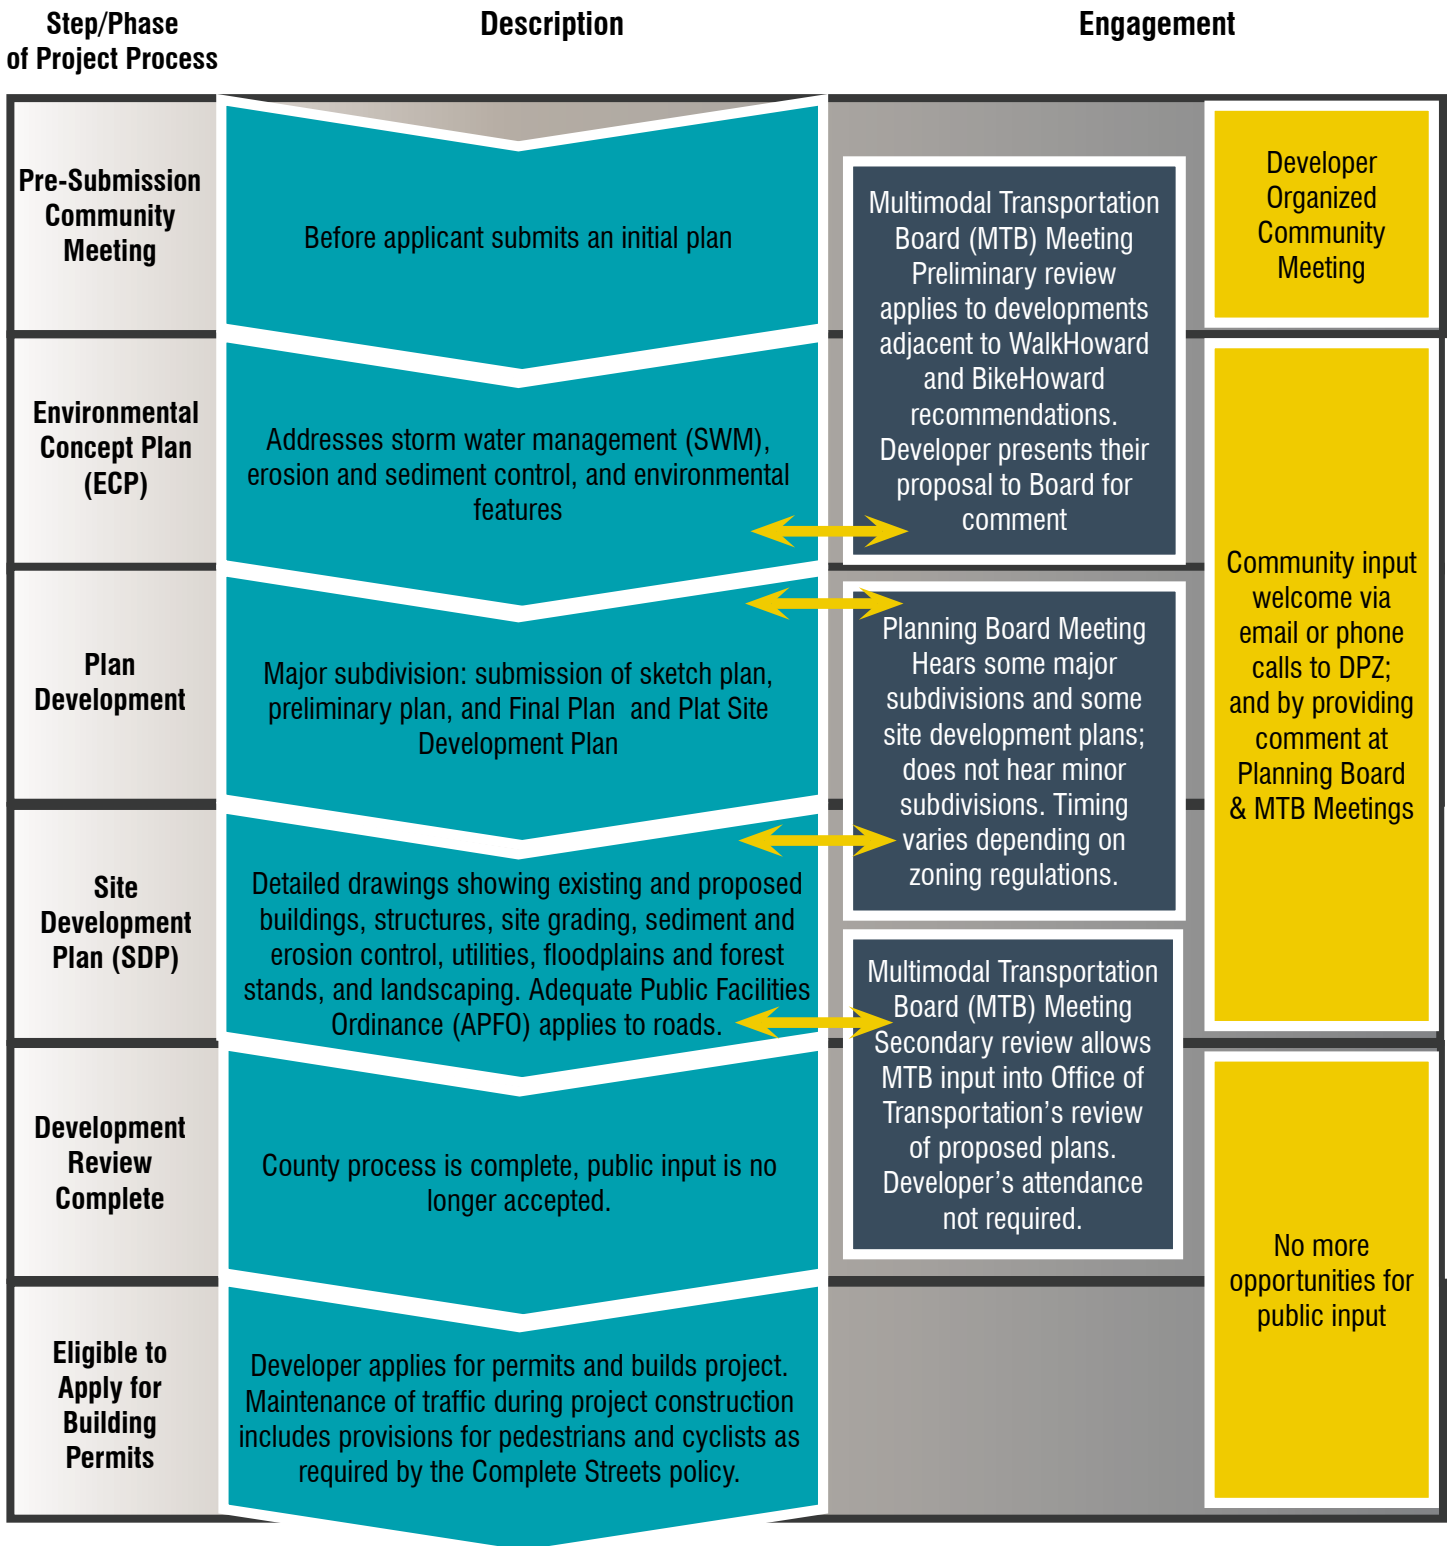 Step/Phase
of Project Process
Description
Engagement
Pre-Submission
Community
Meeting
Before applicant submits an initial plan
Multimodal Transportation
Board (MTB) Meeting
Preliminary review
applies to developments
adjacent to WalkHoward
and BikeHoward
recommendations.
Developer presents their
proposal to Board for
comment
Developer
Organized
Community
Meeting
Environmental
Concept Plan
(ECP)
Addresses storm water management (SWM),
erosion and sediment control, and environmental
features
Community input
welcome via
email or phone
calls to DPZ;
and by providing
comment at
Planning Board
& MTB Meetings
Plan
Development
Major subdivision: submission of sketch plan,
preliminary plan, and Final Plan  and Plat Site
Development Plan
Planning Board Meeting
Hears some major
subdivisions and some
site development plans;
does not hear minor
subdivisions. Timing
varies depending on
zoning regulations.
Site
Development
Plan (SDP)
Detailed drawings showing existing and proposed
buildings, structures, site grading, sediment and
erosion control, utilities, floodplains and forest
stands, and landscaping. Adequate Public Facilities
Ordinance (APFO) applies to roads.
Multimodal Transportation
Board (MTB) Meeting
Secondary review allows
MTB input into Office of
Transportation’s review
of proposed plans.
Developer’s attendance
not required.
Development
Review
Complete
County process is complete, public input is no
longer accepted.
No more
opportunities for
public input
Eligible to
Apply for
Building
Permits
Developer applies for permits and builds project.
Maintenance of traffic during project construction
includes provisions for pedestrians and cyclists as
required by the Complete Streets policy.